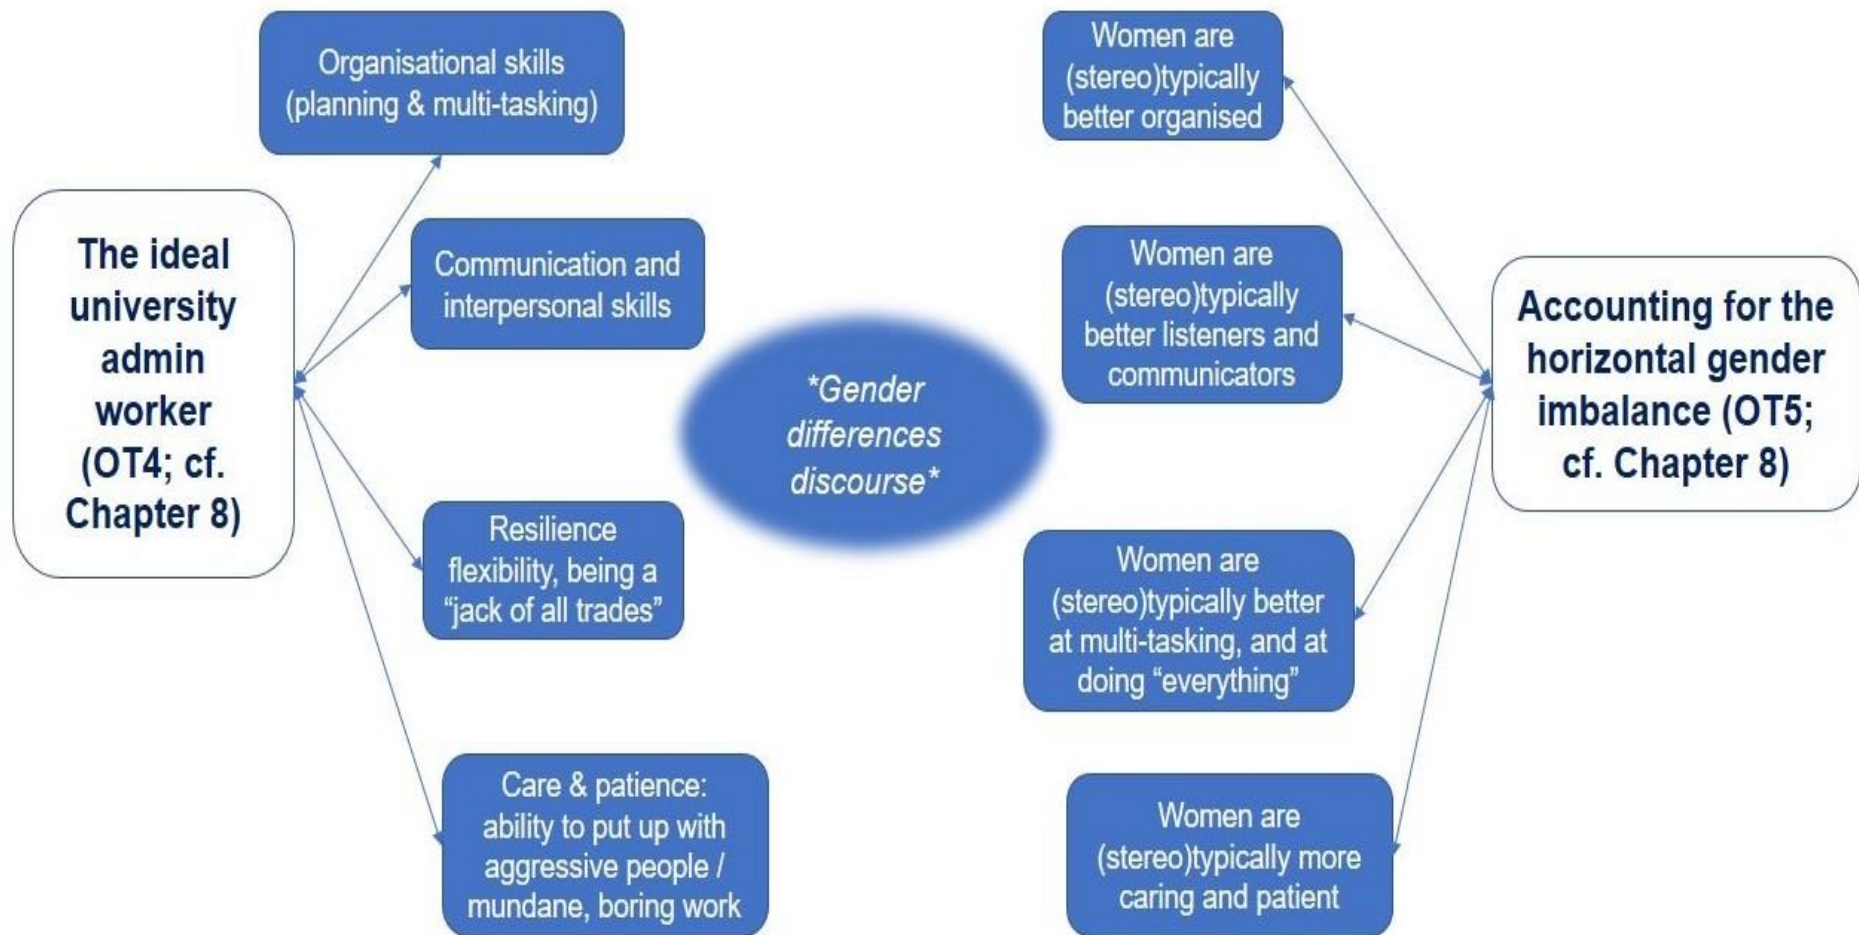 Organisational skills
(planning & multi-tasking)
The ideal
university
admin
worker
(OT4; cf.
Chapter 8)
Communication and
interpersonal skills
Resilience
flexibility, being a
“jack of all trades”
Care & patience:
ability to put up with
aggressive people /
mundane, boring work
*Gender
differences
discourse*
Women are
(stereo)typically
better organised
Women are
(stereo)typically
better listeners and
communicators
Women are
(stereo)typically better
at multi-tasking, and at
doing “everything”
Women are
(stereo)typically more
caring and patient
Accounting for the
horizontal gender
imbalance (OT5;
cf. Chapter 8)